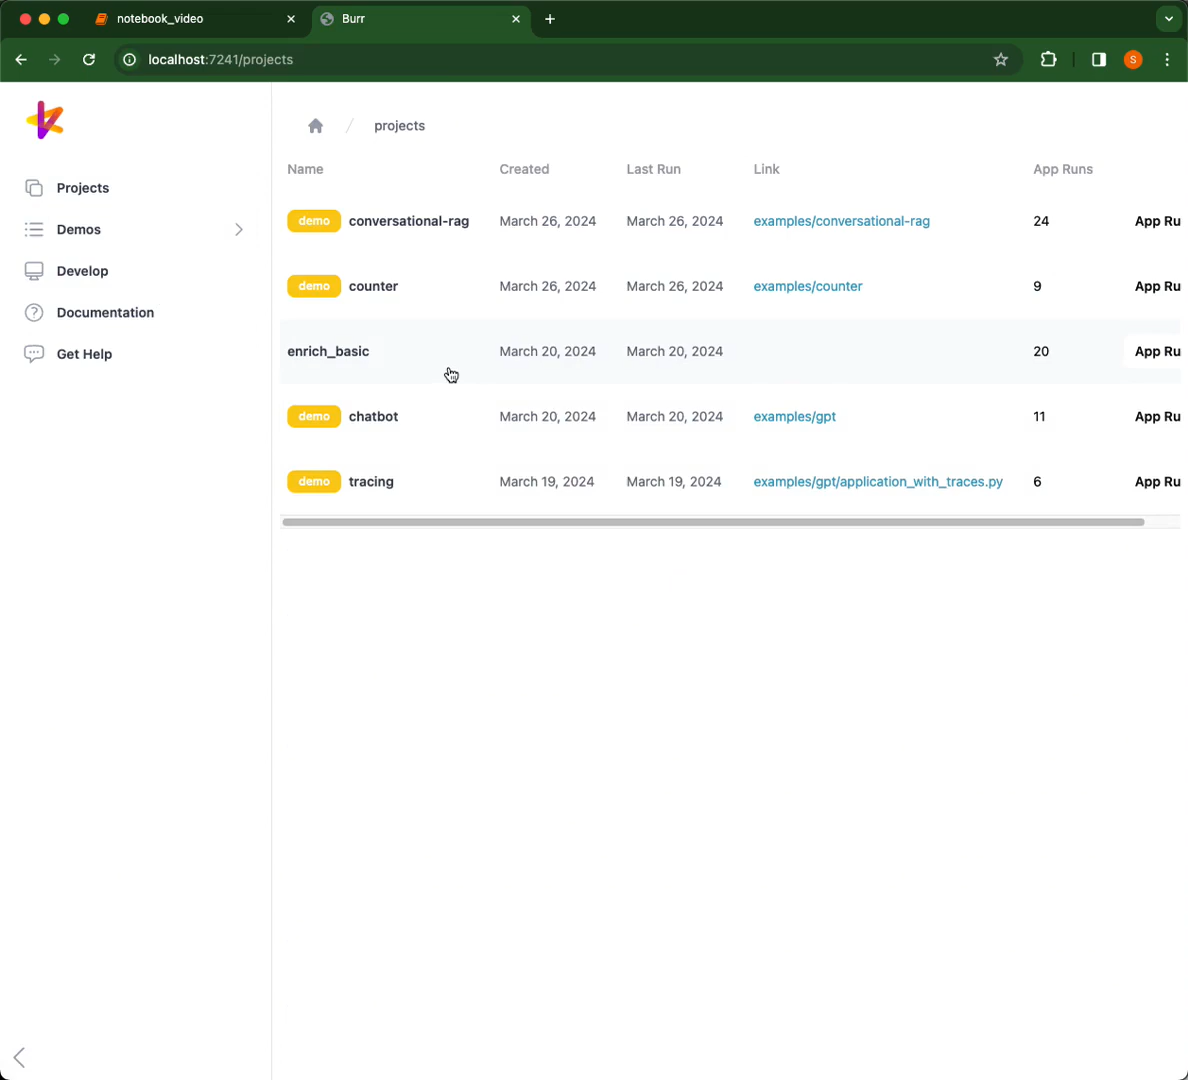 notebook_video
Burr
localhost:7241/projects
S
projects
Projects
Demos
Develop
Documentation
Get Help
Name Created Last Run Link App Runs
demo conversational-rag March 26, 2024 March 26, 2024 examples/conversational-rag 24 App Ru
demo counter March 26, 2024 March 26, 2024 examples/counter 9 App Ru
enrich_basic March 20, 2024 March 20, 2024 20 App Ru
demo chatbot March 20, 2024 March 20, 2024 examples/gpt 11 App Ru
demo tracing March 19, 2024 March 19, 2024 examples/gpt/application_with_traces.py 6 App Ru